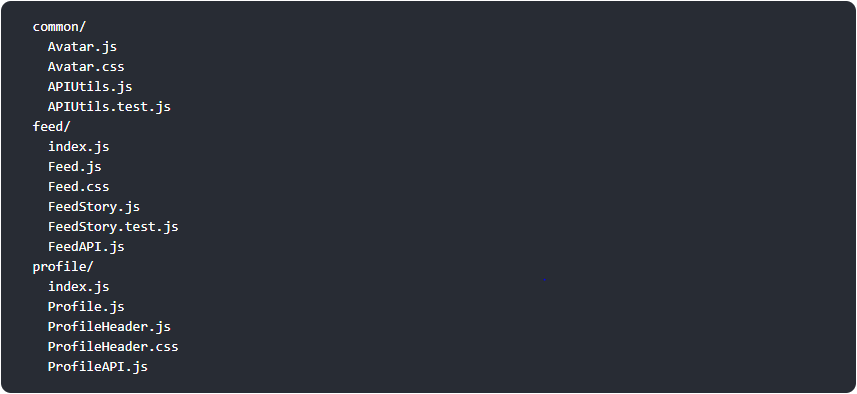 common/
  Avatar.js
  Avatar.css
  APIUtils.js
  APIUtils.test.js
feed/
  index.js
  Feed.js
  Feed.css
  FeedStory.js
  FeedStory.test.js
  FeedAPI.js
profile/
  index.js
  Profile.js
  ProfileHeader.js
  ProfileHeader.css
  ProfileAPI.js